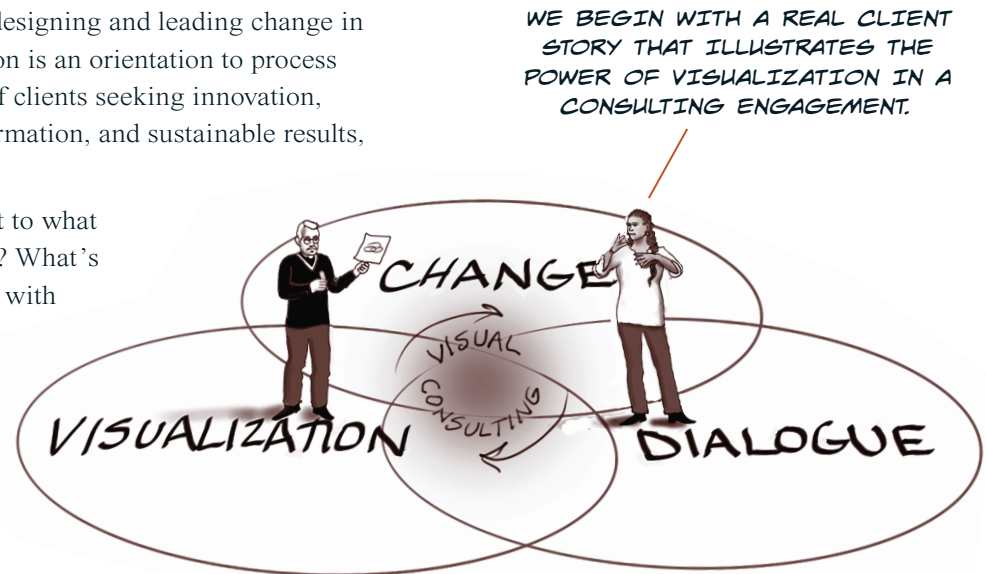 designing and leading change in
on is an orientation to process
f clients seeking innovation,
rmation, and sustainable results,
t to what
? What's
with
WE BEGIN WITH A REAL CLIENT
STORY THAT ILLUSTRATES THE
POWER OF VISUALIZATION IN A
CONSULTING ENGAGEMENT.
CHANGE
VISUAL
CONSULTING
VISUALIZATION
DIALOGUE